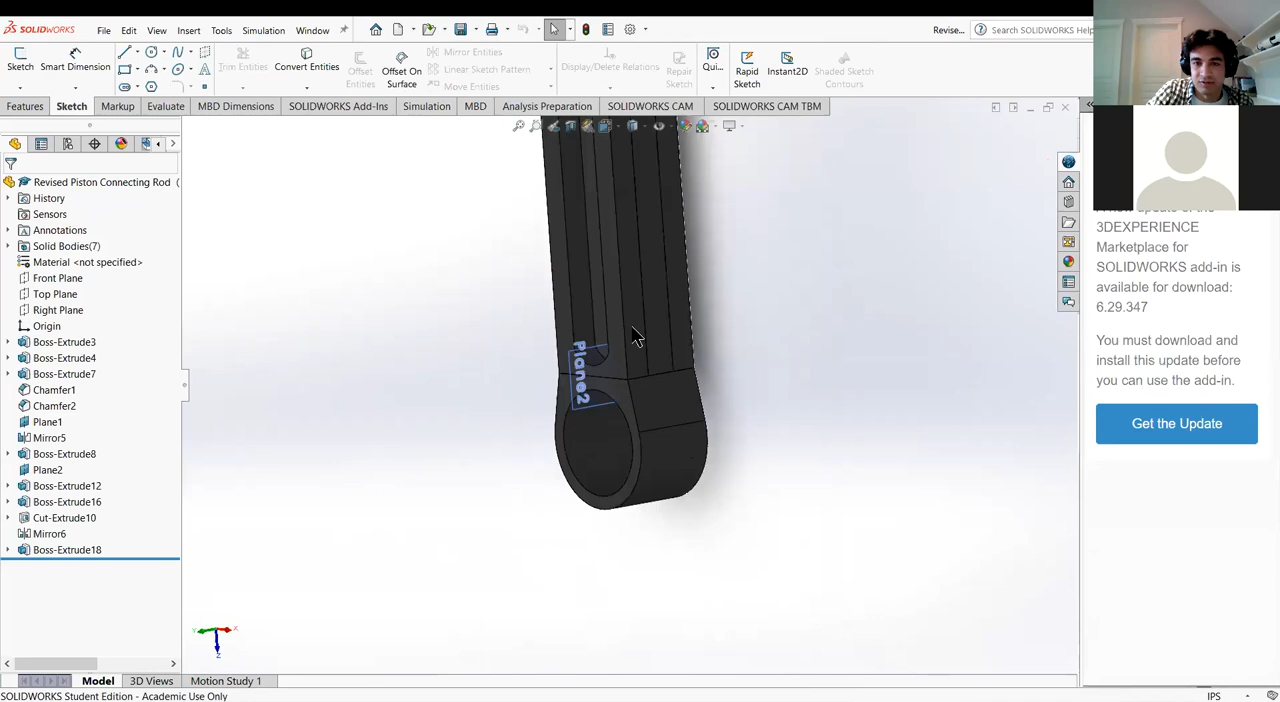 SOLIDWORKS File Edit View Insert Tools Simulation Window Revise... Search SOLIDWORKS Help
Sketch Smart Dimension Trim Entities Convert Entities Offset Entities Offset On Surface Mirror Entities Linear Sketch Pattern Move Entities Display/Delete Relations Repair Sketch Qui... Rapid Sketch Instant2D Shaded Sketch Contours
Features Sketch Markup Evaluate MBD Dimensions SOLIDWORKS Add-Ins Simulation MBD Analysis Preparation SOLIDWORKS CAM SOLIDWORKS CAM TBM
Revised Piston Connecting Rod (
History
Sensors
Annotations
Solid Bodies(7)
Material <not specified>
Front Plane
Top Plane
Right Plane
Origin
Boss-Extrude3
Boss-Extrude4
Boss-Extrude7
Chamfer1
Chamfer2
Plane1
Mirror5
Boss-Extrude8
Plane2
Boss-Extrude12
Boss-Extrude16
Cut-Extrude10
Mirror6
Boss-Extrude18
Plane2
Y X
Z
3DEXPERIENCE
Marketplace for
SOLIDWORKS add-in is
available for download:
6.29.347
You must download and
install this update before
you can use the add-in.
Get the Update
Model 3D Views Motion Study 1
SOLIDWORKS Student Edition - Academic Use Only IPS